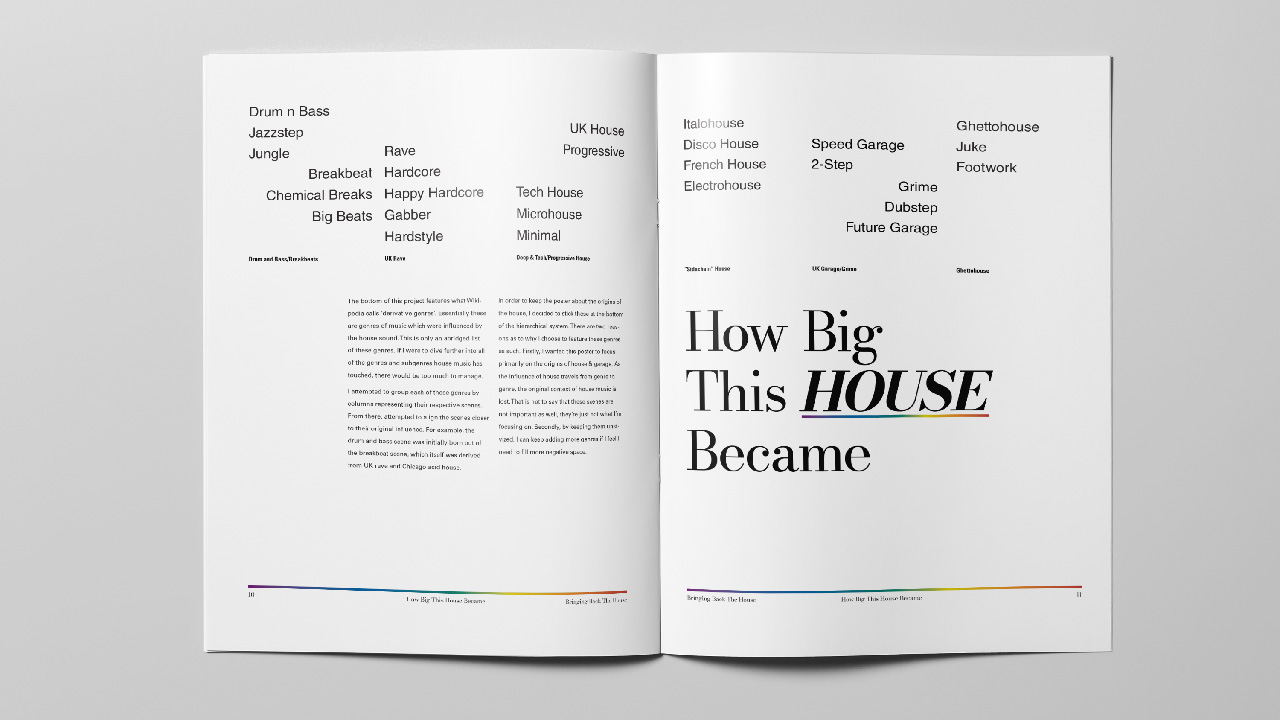 Drum n Bass
Jazzstep
Jungle
Breakbeat
Chemical Breaks
Big Beats
Rave
Hardcore
Happy Hardcore
Gabber
Hardstyle
UK House
Progressive
Tech House
Microhouse
Minimal
Drum and Bass/Breakbeats
UK Rave
Deep & Tech/Progressive House
The bottom of this project features what Wiki-
pedia calls 'derivative genres'. Essentially these
are genres of music which were influenced by
the house sound. This is only an abridged list
of these genres. If I were to dive further into all
of the genres and subgenres house music has
touched, there would be too much to manage.
I attempted to group each of these genres by
columns representing their respective scenes.
From there, attempted to align the scenes closer
to their original influence. For example, the
drum and bass scene was initially born out of
the breakbeat scene, which itself was derived
from UK rave and Chicago acid house.
In order to keep the poster about the origins of
the house, I decided to stick these at the bottom
of the hierarchical system. There are two reas-
ons as to why I choose to feature these genres
as such. Firstly, I wanted this poster to focus
primarily on the origins of house & garage. As
the influence of house travels from genre to
genre, the original context of house music is
lost. That is not to say that these scenes are
not important as well, they're just not what I'm
focusing on. Secondly, by keeping them unit-
vized, I can keep adding more genres if I feel I
need to fill more negative space.
10
How Big This House Became
Bringing Back The House
Italohouse
Disco House
French House
Electrohouse
Speed Garage
2-Step
Grime
Dubstep
Future Garage
Ghettohouse
Juke
Footwork
"Sidechain" House
UK Garage/Grime
Ghettohouse
How Big
This HOUSE
Became
Bringing Back The House
How Big This House Became
11